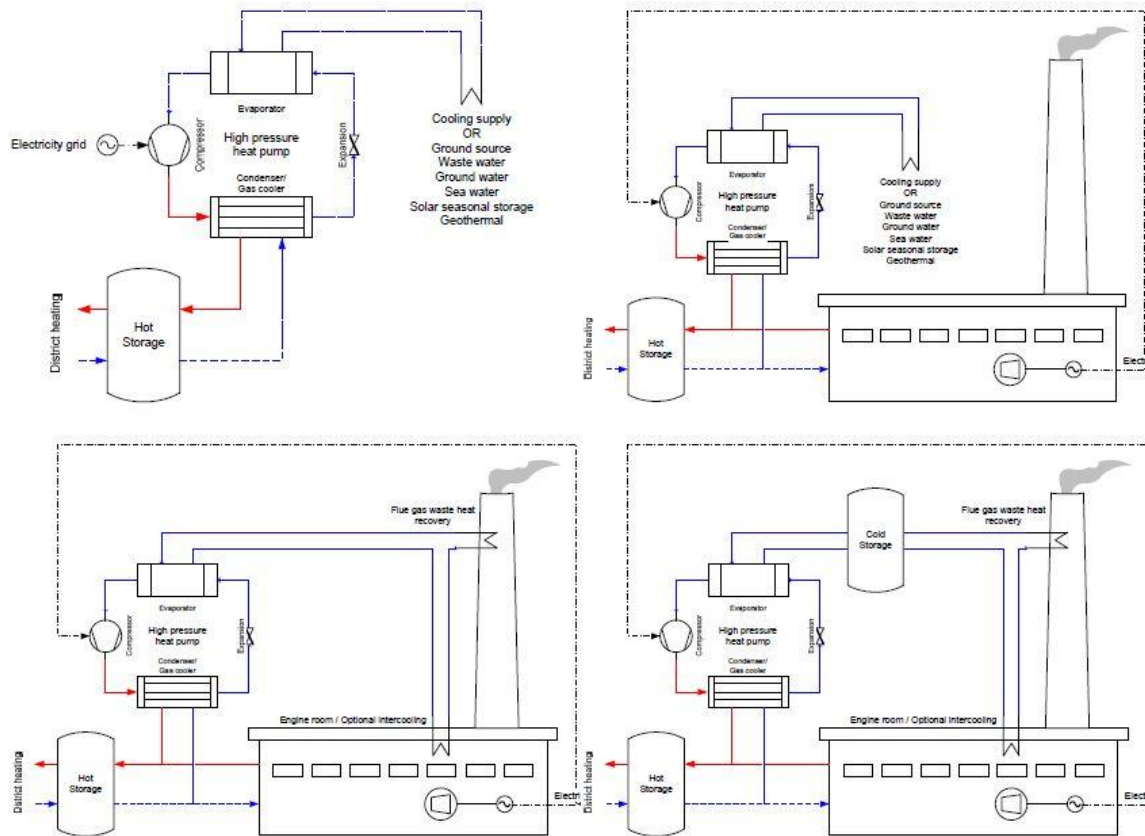 Evaporator
Electricity grid
Compressor
High pressure
heat pump
Expansion
Condenser/
Gas cooler
Cooling supply
OR
Ground source
Waste water
Ground water
Sea water
Solar seasonal storage
Geothermal
District heating
Hot
Storage
Evaporator
Compressor
High pressure
heat pump
Expansion
Condenser/
Gas cooler
Cooling supply
OR
Ground source
Waste water
Ground water
Sea water
Solar seasonal storage
Geothermal
District heating
Hot
Storage
Electr
Flue gas waste heat
recovery
Evaporator
Compressor
High pressure
heat pump
Expansion
Condenser/
Gas cooler
Engine room / Optional intercooling
District heating
Hot
Storage
Electri
Cold
Storage
Flue gas waste heat
recovery
Evaporator
Compressor
High pressure
heat pump
Expansion
Condenser/
Gas cooler
Engine room / Optional intercooling
District heating
Hot
Storage
Electr